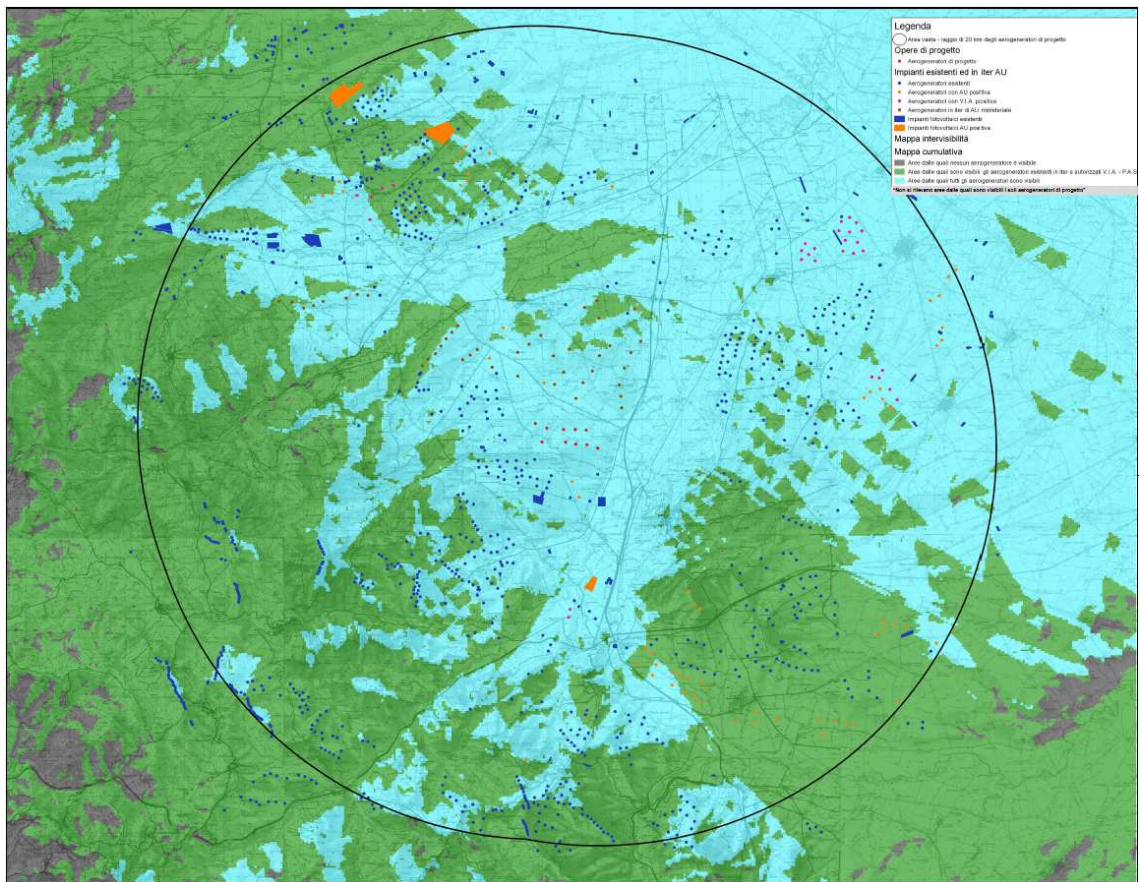 Legenda
Area vasta - raggio di 20 km dagli aerogeneratori di progetto
Opere di progetto
Aerogeneratori di progetto
Impianti esistenti ed in iter AU
Aerogeneratori esistenti
Aerogeneratori con AU positiva
Aerogeneratori con V.I.A. positiva
Aerogeneratori in iter di AU ministeriale
Impianti fotovoltaici esistenti
Impianti fotovoltaici AU positiva
Mappa intervisibilità
Mappa cumulativa
Aree dalle quali nessun aerogeneratore è visibile
Aree dalle quali sono visibili gli aerogeneratori esistenti in iter e autorizzati V.I.A. - P.A.S
Aree dalle quali tutti gli aerogeneratori sono visibili
"Non si rilevano aree dalle quali sono visibili i soli aerogeneratori di progetto"